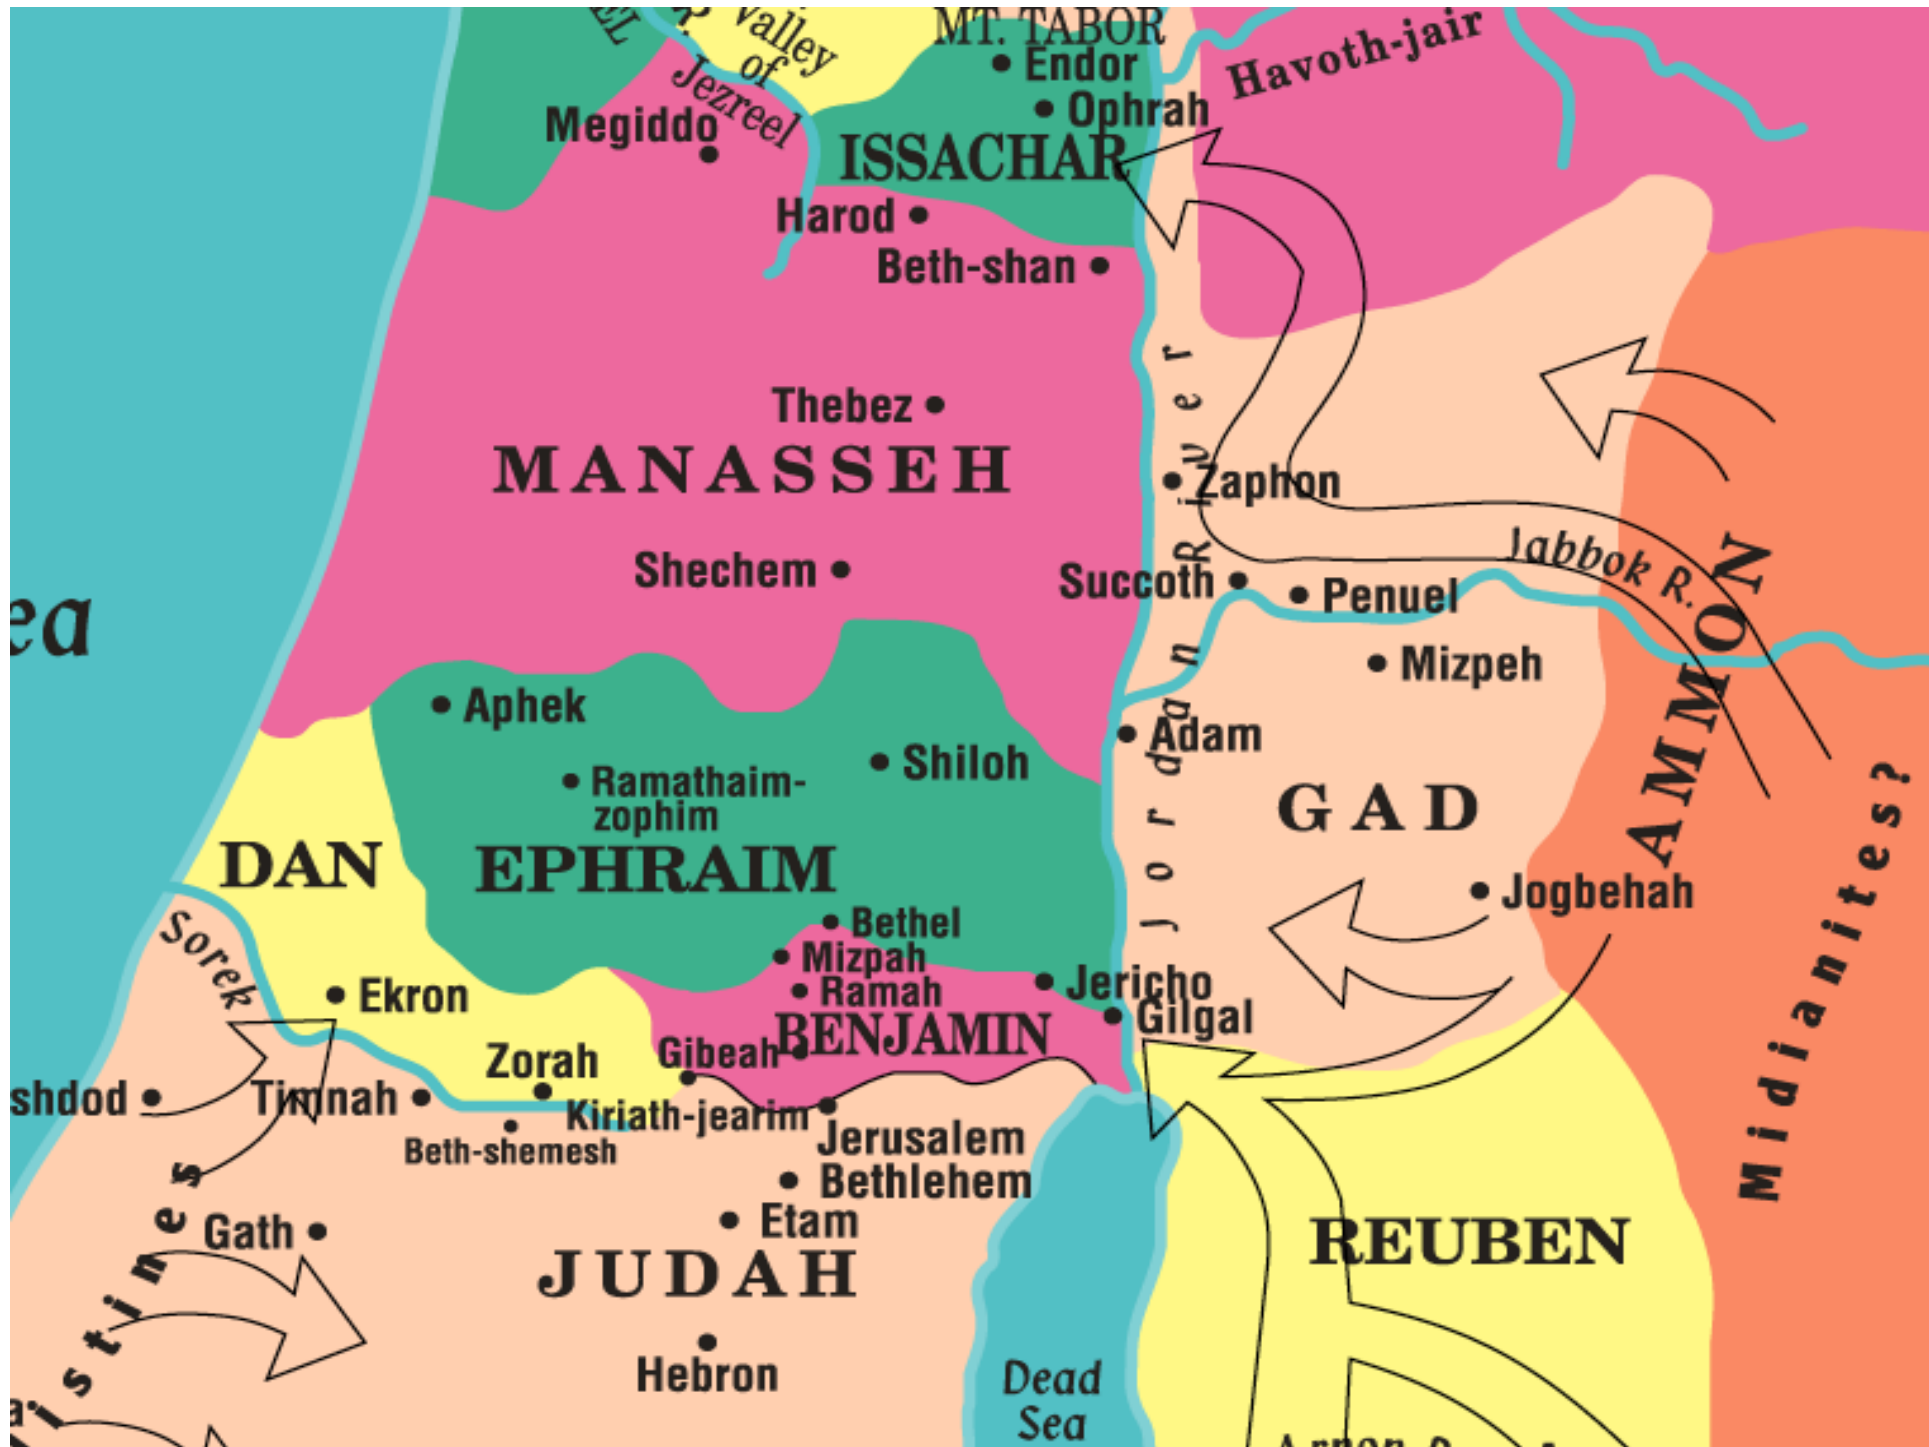 MT. TABOR
valley
of
Jezreel
Havoth-jair
Endor
Ophrah
Megiddo
ISSACHAR
Harod
Beth-shan
Thebez
MANASSEH
Zaphon
Jordan River
Shechem
Succoth
Penuel
Jabbok R.
ea
Mizpeh
AMMON
Aphek
Adam
Shiloh
Ramathaim-
zophim
GAD
DAN
EPHRAIM
Jogbehah
Midianites?
Bethel
Sorek
Mizpah
Jericho
Ramah
Ekron
Gilgal
BENJAMIN
Gibeah
Zorah
shdod
Timnah
Kiriath-jearim
Jerusalem
Beth-shemesh
Bethlehem
Etam
Gath
REUBEN
JUDAH
istines
Hebron
Dead
Sea